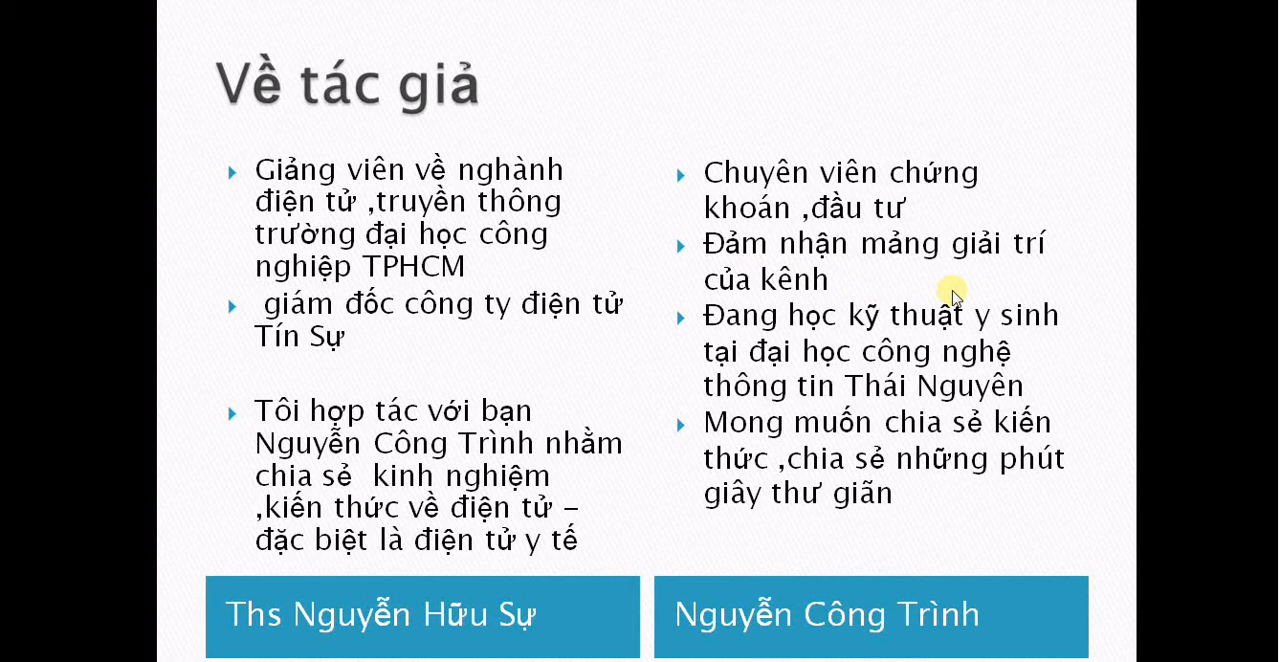 Về tác giả
Giảng viên về nghành
điện tử ,truyền thông
trường đại học công
nghiệp TPHCM
giám đốc công ty điện tử
Tín Sự
Tôi hợp tác với bạn
Nguyễn Công Trình nhằm
chia sẻ kinh nghiệm
,kiến thức về điện tử –
đặc biệt là điện tử y tế
Ths Nguyễn Hữu Sự
Chuyên viên chứng
khoán ,đầu tư
Đảm nhận mảng giải trí
của kênh
Đang học kỹ thuật y sinh
tại đại học công nghệ
thông tin Thái Nguyên
Mong muốn chia sẻ kiến
thức ,chia sẻ những phút
giây thư giãn
Nguyễn Công Trình